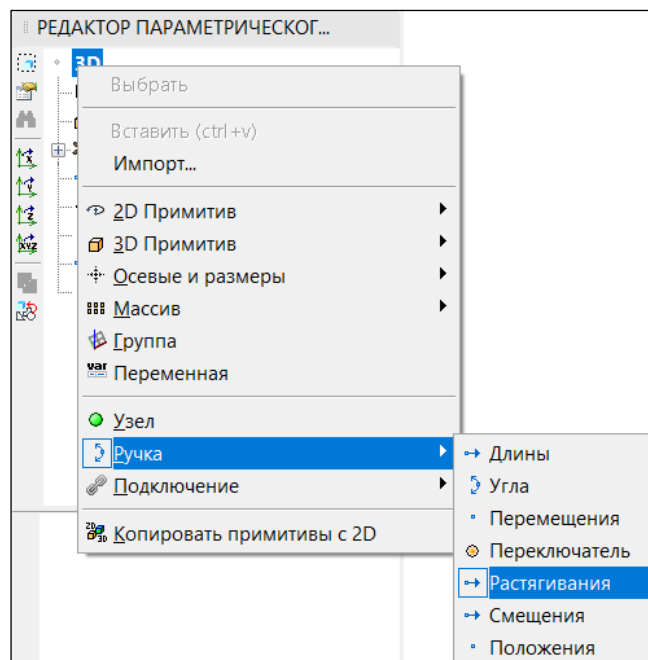 РЕДАКТОР ПАРАМЕТРИЧЕСКОГ...
3D
Выбрать
Вставить (ctrl+v)
Импорт...
2D Примитив
3D Примитив
Осевые и размеры
Массив
Группа
var Переменная
Узел
Ручка
Подключение
Копировать примитивы с 2D
Длины
Угла
Перемещения
Переключатель
Растягивания
Смещения
Положения